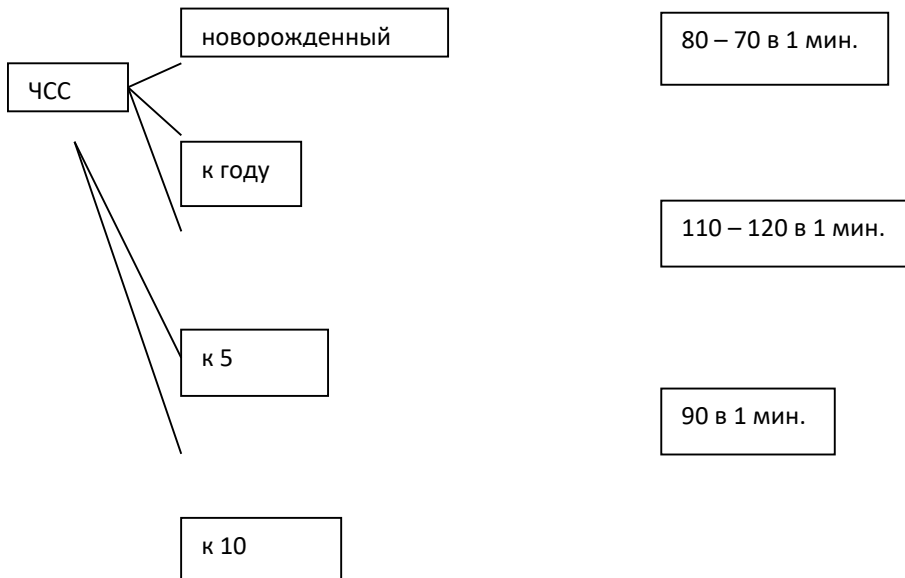 новорожденный
80 – 70 в 1 мин.
ЧСС
к году
110 – 120 в 1 мин.
к 5
90 в 1 мин.
к 10